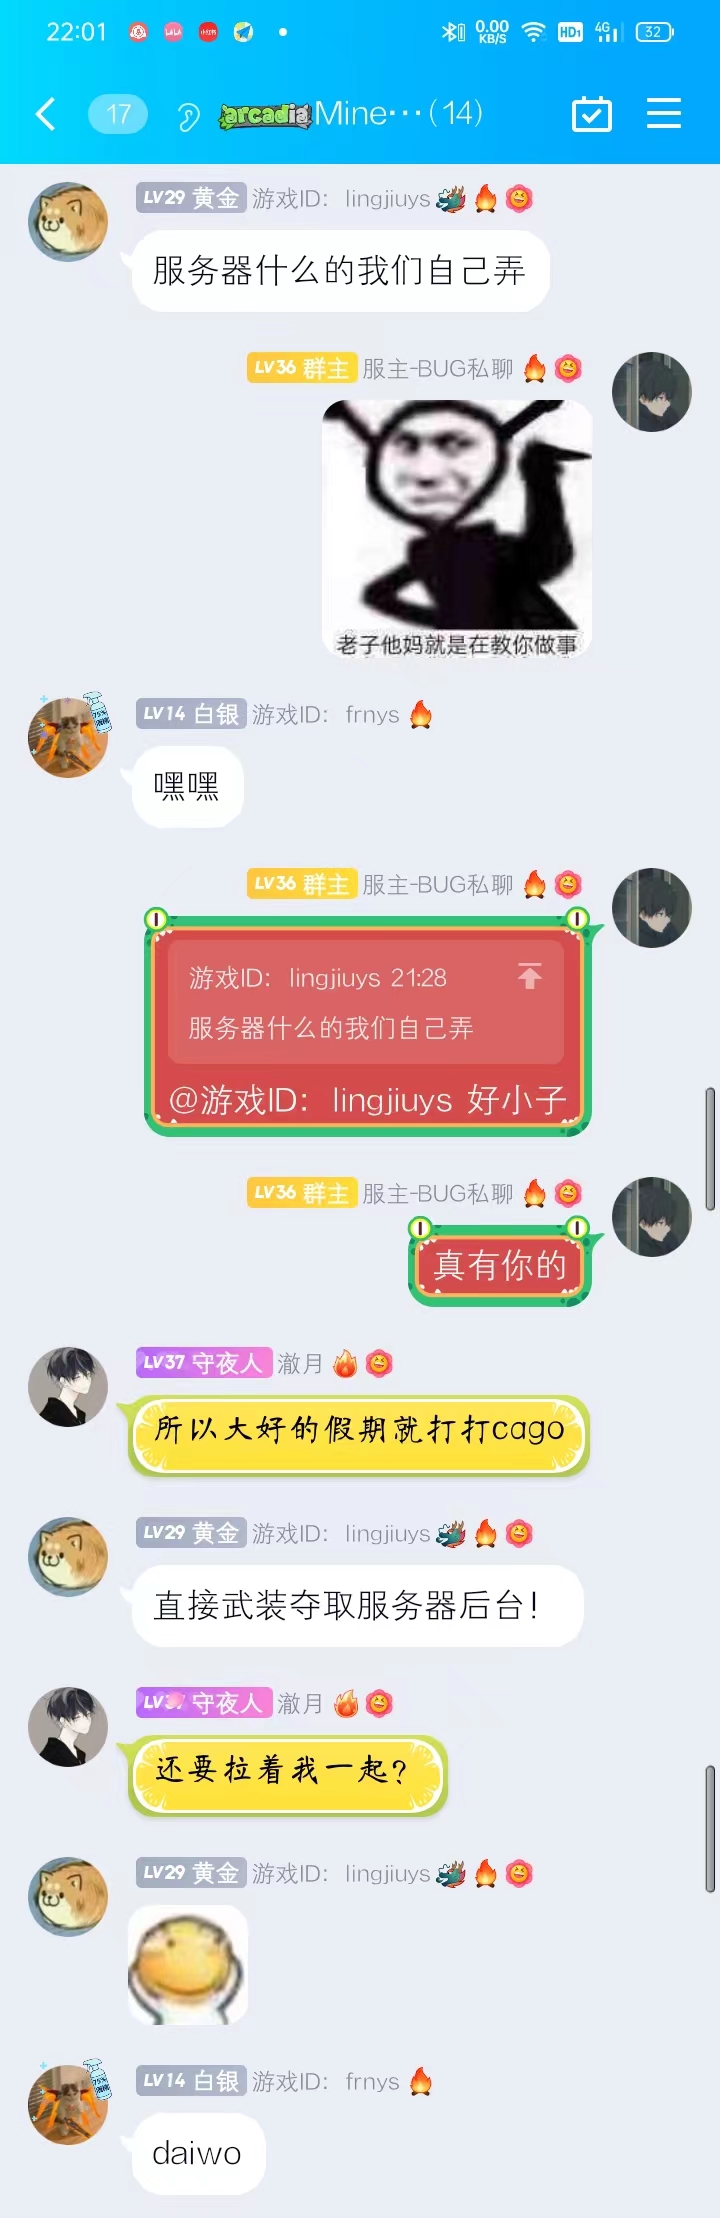 22:01
0.00
KB/S
HD1
4G
32
17
arcadia Mine…(14)
LV29 黄金 游戏ID：lingjiuys
服务器什么的我们自己弄
LV36 群主 服主-BUG私聊
老子他妈就是在教你做事
LV14 白银 游戏ID：frnys
嘿嘿
LV36 群主 服主-BUG私聊
游戏ID：lingjiuys 21:28
服务器什么的我们自己弄
@游戏ID：lingjiuys 好小子
LV36 群主 服主-BUG私聊
真有你的
LV37 守夜人 澈月
所以大好的假期就打打cago
LV29 黄金 游戏ID：lingjiuys
直接武装夺取服务器后台！
LV37 守夜人 澈月
还要拉着我一起？
LV29 黄金 游戏ID：lingjiuys
LV14 白银 游戏ID：frnys
daiwo